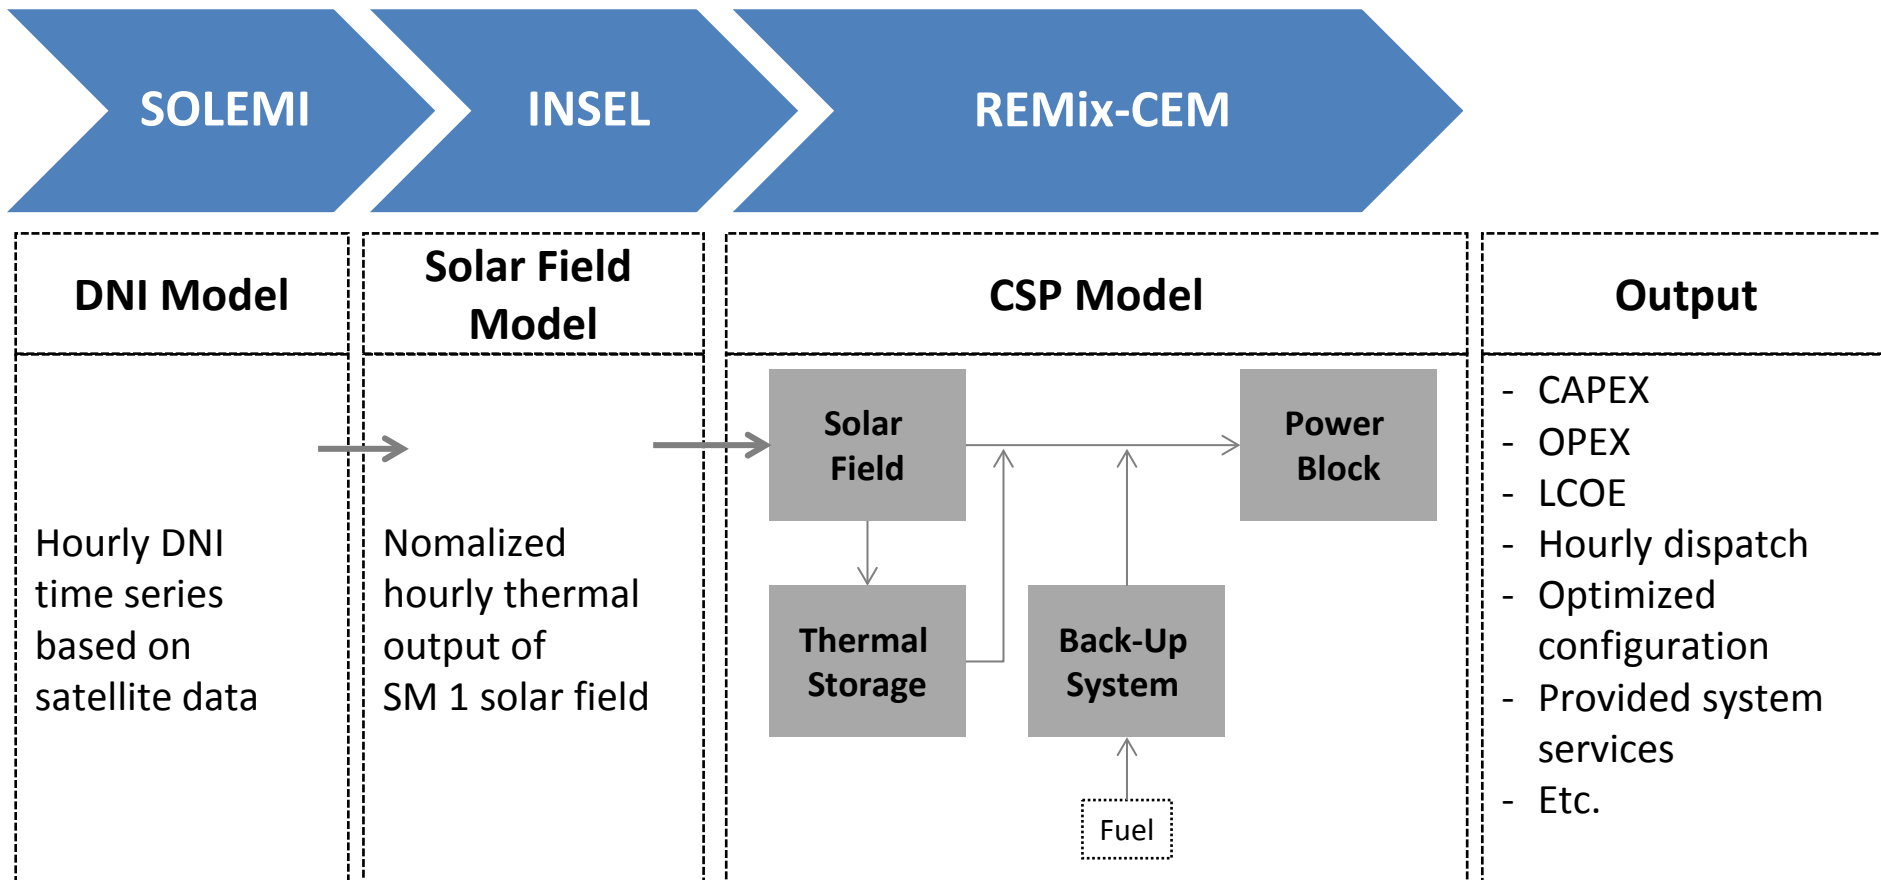 SOLEMI
INSEL
REMix-CEM
DNI Model
Solar Field
Model
CSP Model
Output
Hourly DNI
time series
based on
satellite data
Nomalized
hourly thermal
output of
SM 1 solar field
Solar
Field
Power
Block
Thermal
Storage
Back-Up
System
Fuel
- CAPEX
- OPEX
- LCOE
- Hourly dispatch
- Optimized
configuration
- Provided system
services
- Etc.